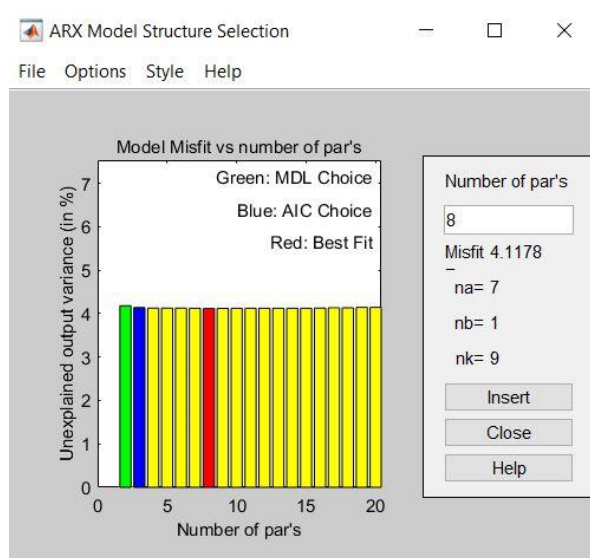 ARX Model Structure Selection
File Options Style Help
Model Misfit vs number of par's
Green: MDL Choice
Blue: AIC Choice
Red: Best Fit
Unexplained output variance (in %)
7
6
5
4
3
2
1
0
0 5 10 15 20
Number of par's
Number of par's
8
Misfit 4.1178
na= 7
nb= 1
nk= 9
Insert
Close
Help